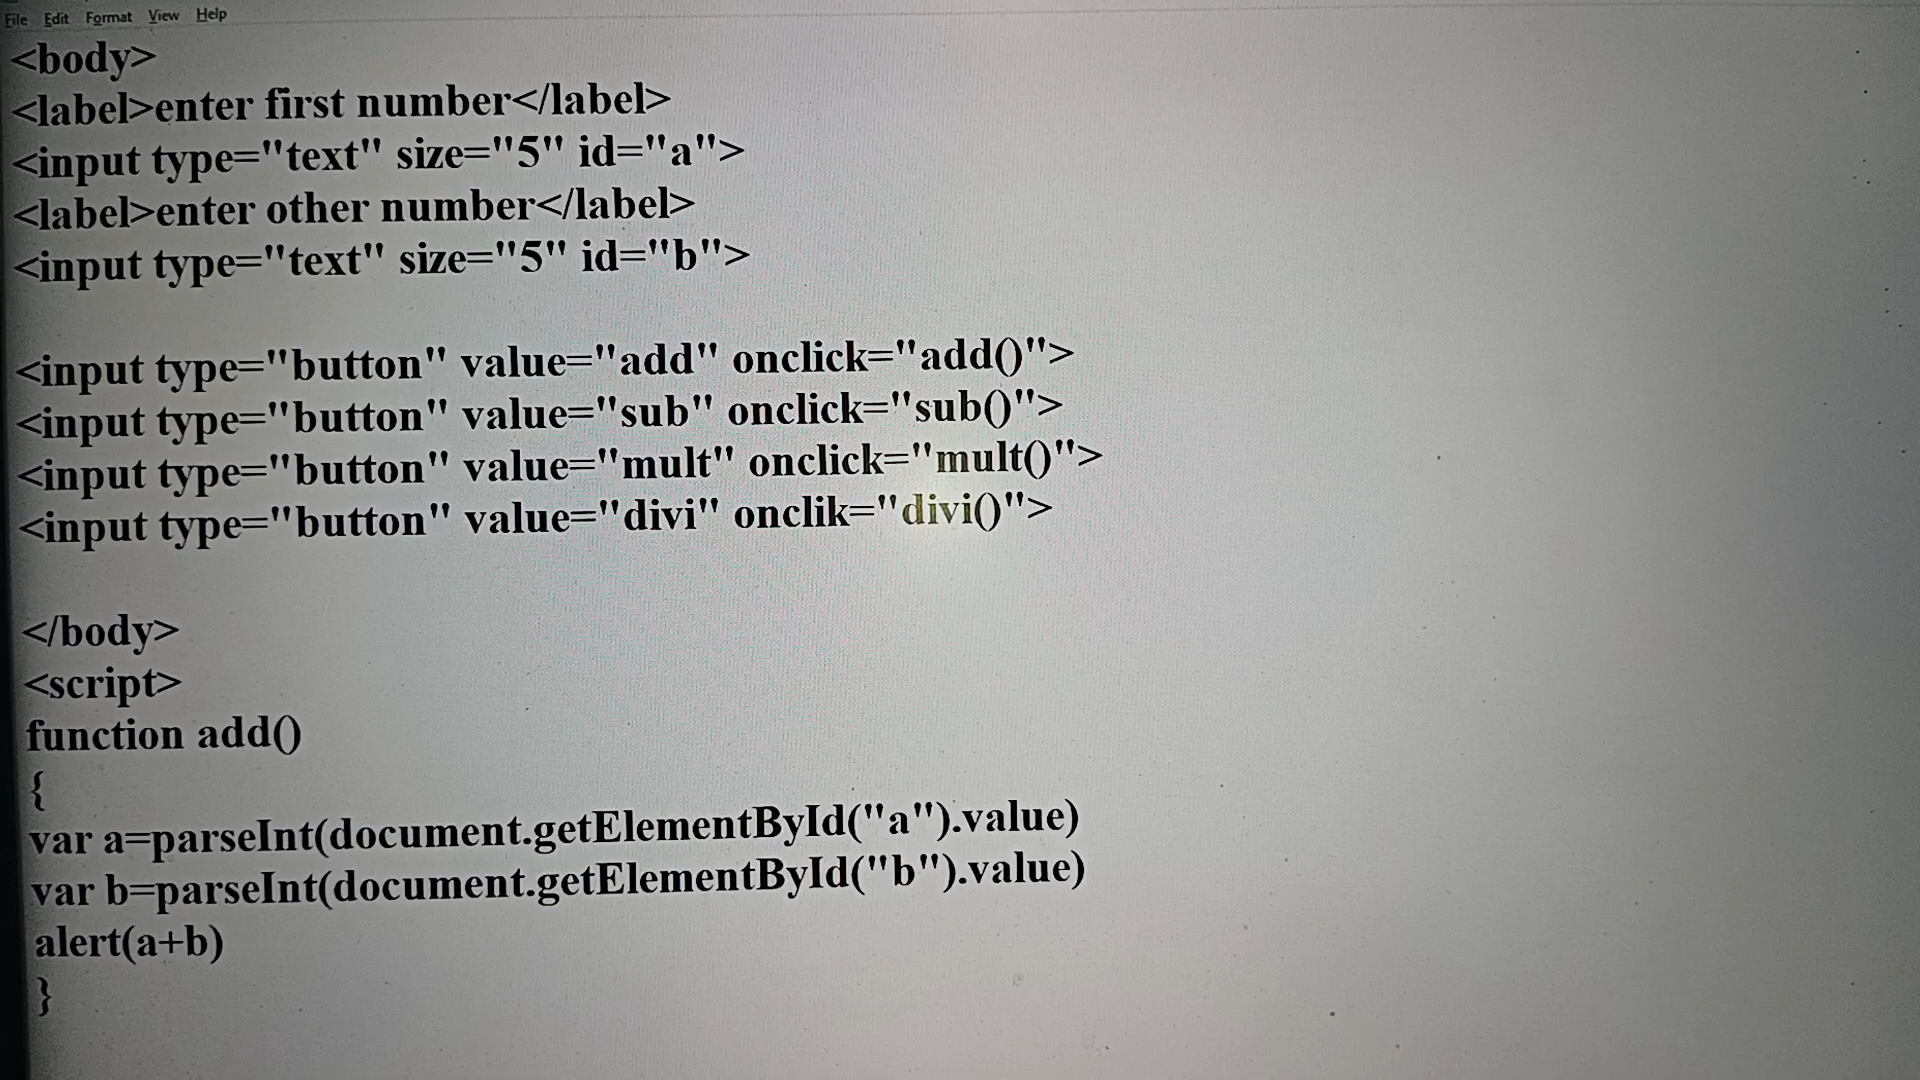 File Edit Format View Help
<body>
<label>enter first number</label>
<input type="text" size="5" id="a">
<label>enter other number</label>
<input type="text" size="5" id="b">
<input type="button" value="add" onclick="add()">
<input type="button" value="sub" onclick="sub()">
<input type="button" value="mult" onclick="mult()">
<input type="button" value="divi" onclik="divi()">
</body>
<script>
function add()
{
var a=parseInt(document.getElementById("a").value)
var b=parseInt(document.getElementById("b").value)
alert(a+b)
}